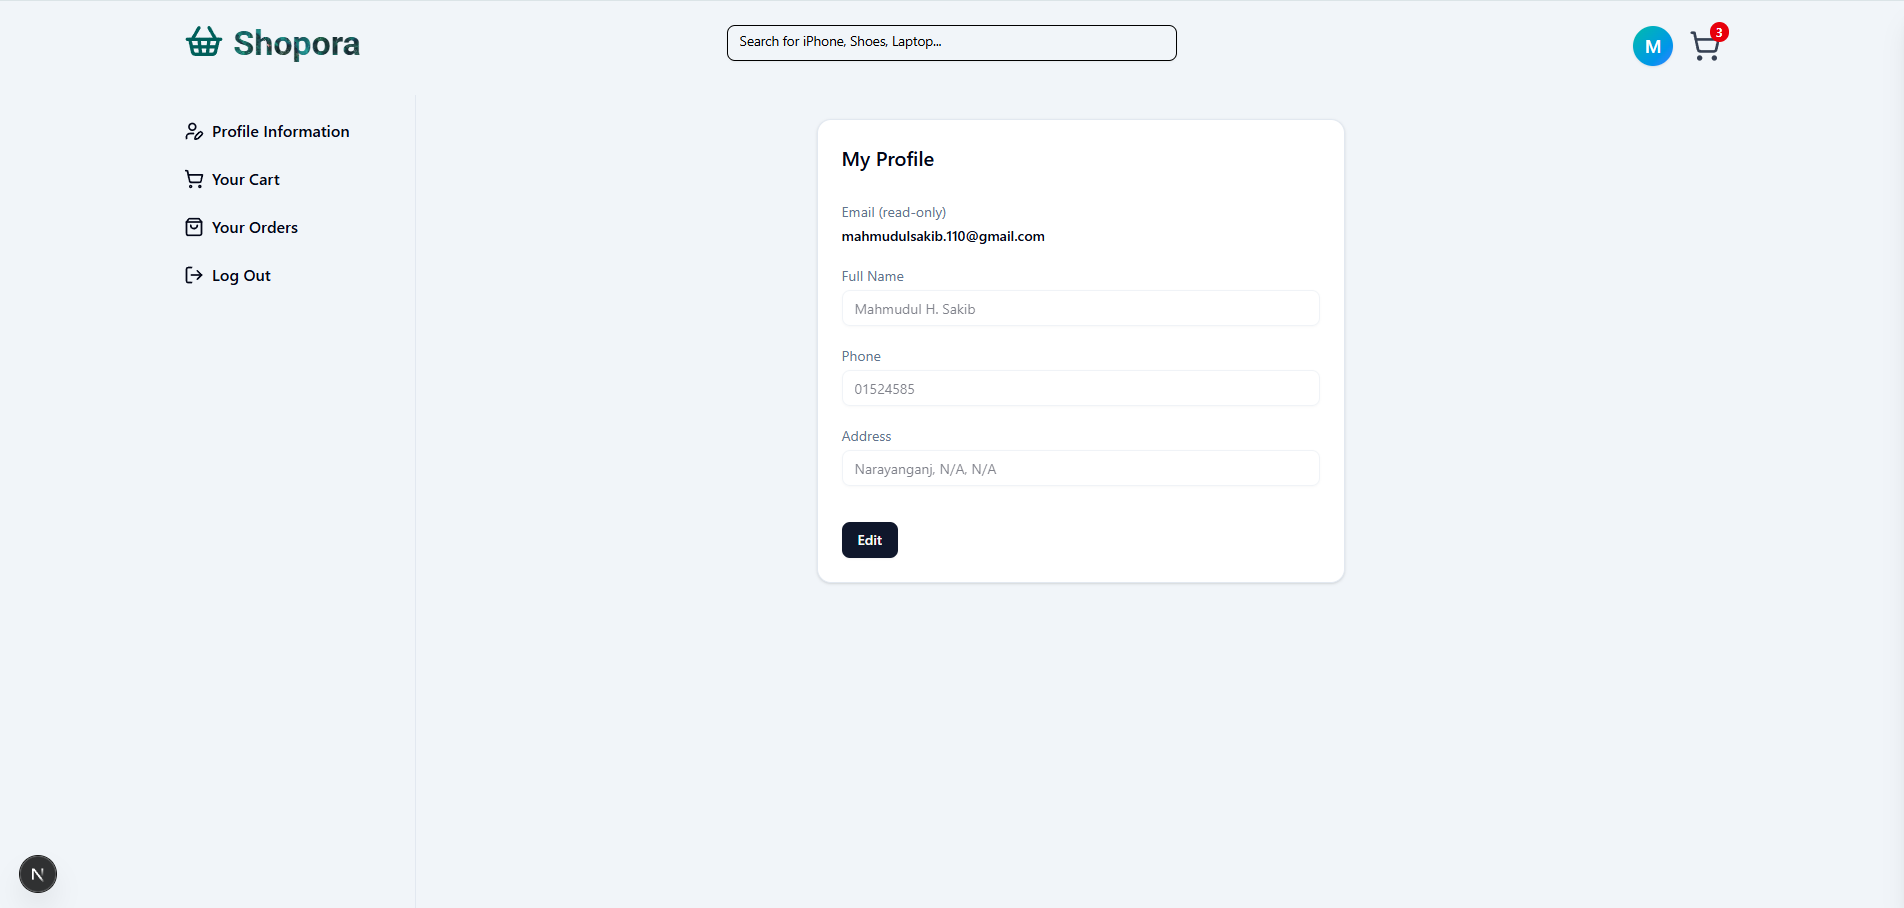 Shopora
Search for iPhone, Shoes, Laptop...
M
3
Profile Information
Your Cart
Your Orders
Log Out
My Profile
Email (read-only)
mahmudulsakib.110@gmail.com
Full Name
Mahmudul H. Sakib
Phone
01524585
Address
Narayanganj, N/A, N/A
Edit
N